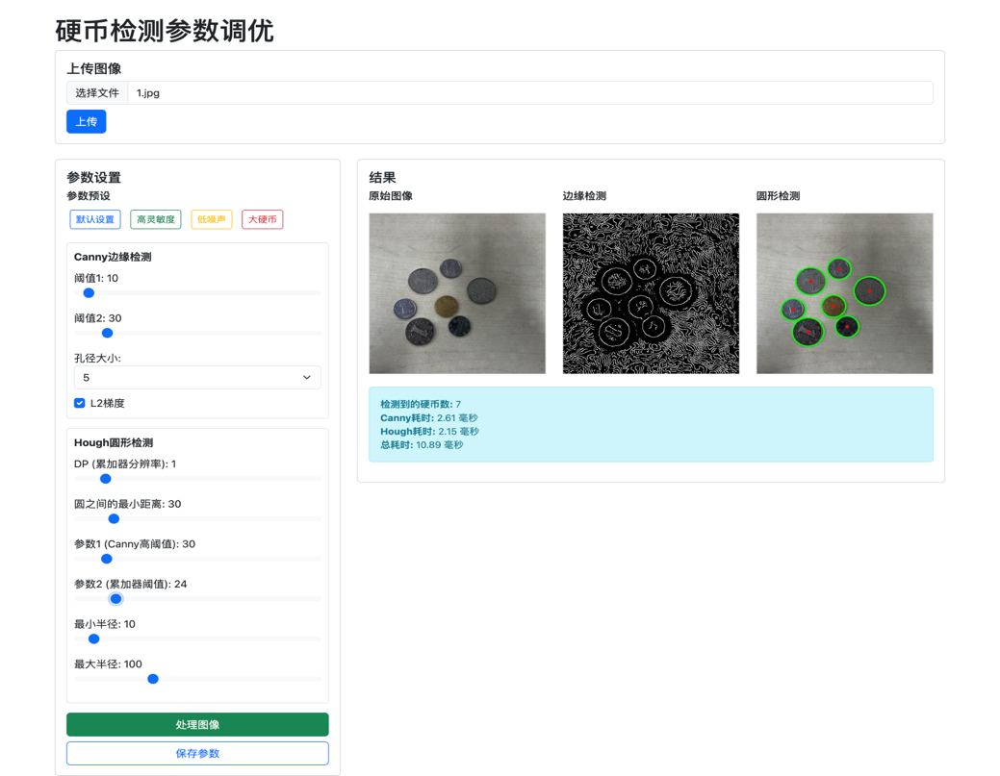 硬币检测参数调优
上传图像
选择文件 1.jpg
上传
参数设置
参数预设
默认设置 高灵敏度 低噪声 大硬币
Canny边缘检测
阈值1: 10
阈值2: 30
孔径大小:
5
L2梯度
Hough圆形检测
DP (累加器分辨率): 1
圆之间的最小距离: 30
参数1 (Canny高阈值): 30
参数2 (累加器阈值): 24
最小半径: 10
最大半径: 100
处理图像
保存参数
结果
原始图像 边缘检测 圆形检测
检测到的硬币数: 7
Canny耗时: 2.61 毫秒
Hough耗时: 2.15 毫秒
总耗时: 10.89 毫秒